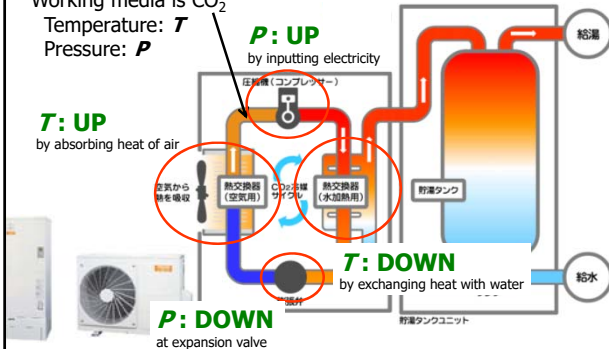 Working media is CO2
Temperature: T
Pressure: P
P: UP
by inputting electricity
圧縮機(コンプレッサー)
給湯
T: UP
by absorbing heat of air
空気から
熱を吸収
熱交換器
(空気用)
CO2冷媒
サイクル
熱交換器
(水加熱用)
貯湯タンク
T: DOWN
by exchanging heat with water
給水
P: DOWN
at expansion valve
貯湯タンクユニット